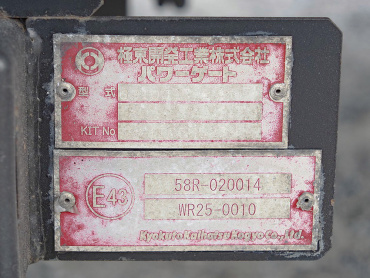 極東開発工業株式会社
パワーゲート
型式
KIT No
E43
58R-020014
WR25-0010
Kyokuto Kaihatsu Kogyo Co., Ltd.